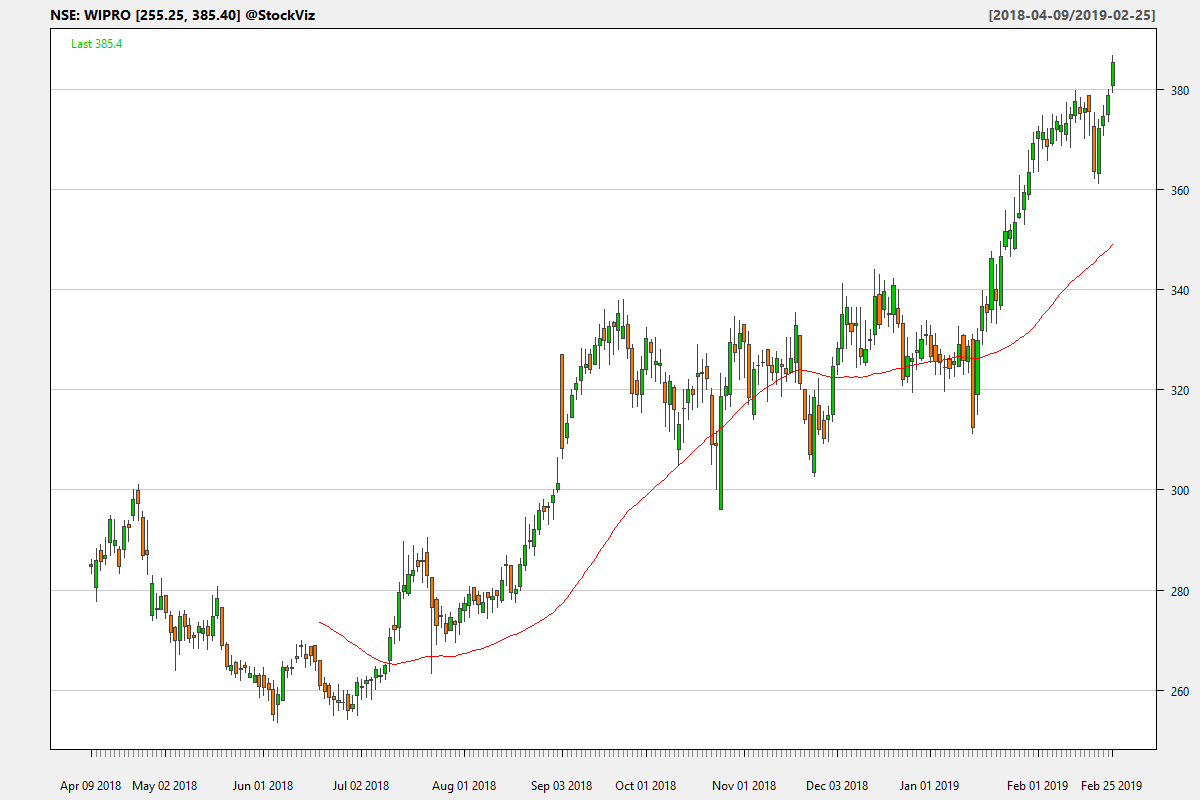 NSE: WIPRO [255.25, 385.40] @StockViz [2018-04-09/2019-02-25]
Last 385.4
380
360
340
320
300
280
260
Apr 09 2018 May 02 2018 Jun 01 2018 Jul 02 2018 Aug 01 2018 Sep 03 2018 Oct 01 2018 Nov 01 2018 Dec 03 2018 Jan 01 2019 Feb 01 2019 Feb 25 2019